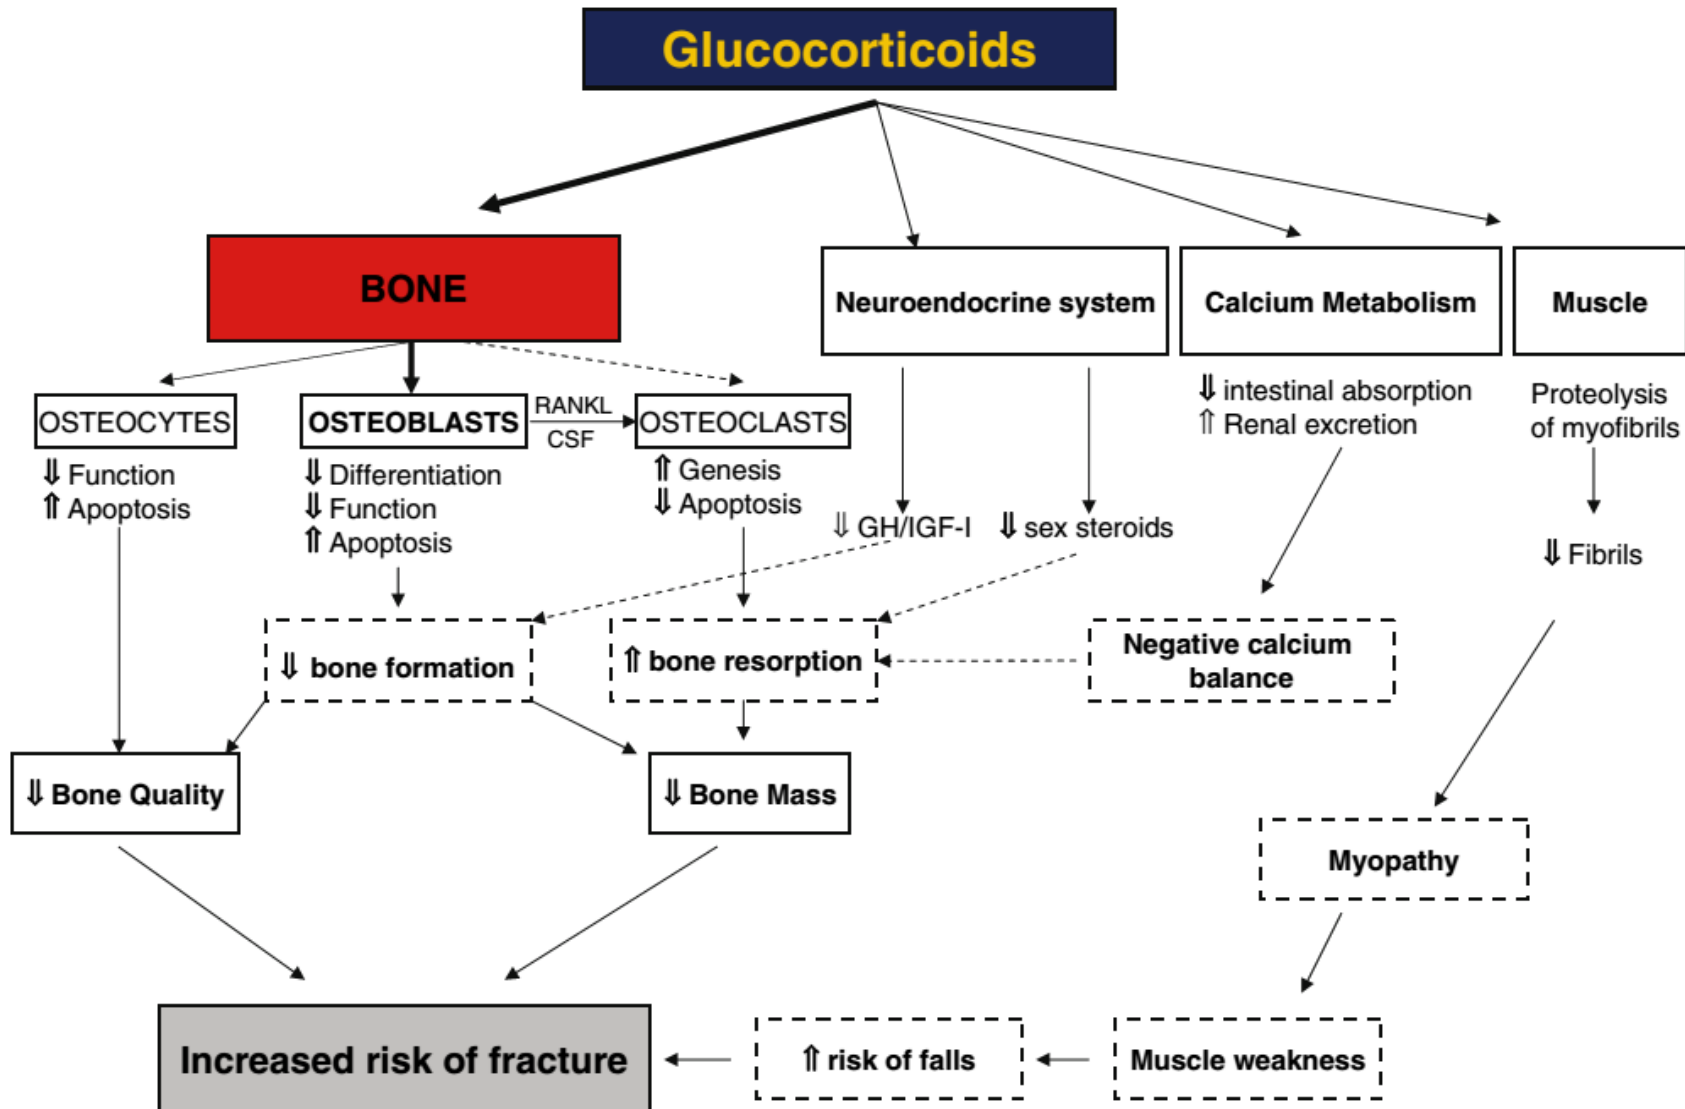 Glucocorticoids
BONE
Neuroendocrine system
Calcium Metabolism
Muscle
OSTEOCYTES
⇓ Function
⇑ Apoptosis
OSTEOBLASTS
⇓ Differentiation
⇓ Function
⇑ Apoptosis
RANKL
CSF
OSTEOCLASTS
⇑ Genesis
⇓ Apoptosis
⇓ GH/IGF-I
⇓ sex steroids
⇓ intestinal absorption
⇑ Renal excretion
Proteolysis
of myofibrils
⇓ Fibrils
⇓ bone formation
⇑ bone resorption
Negative calcium
balance
⇓ Bone Quality
⇓ Bone Mass
Myopathy
Increased risk of fracture
⇑ risk of falls
Muscle weakness